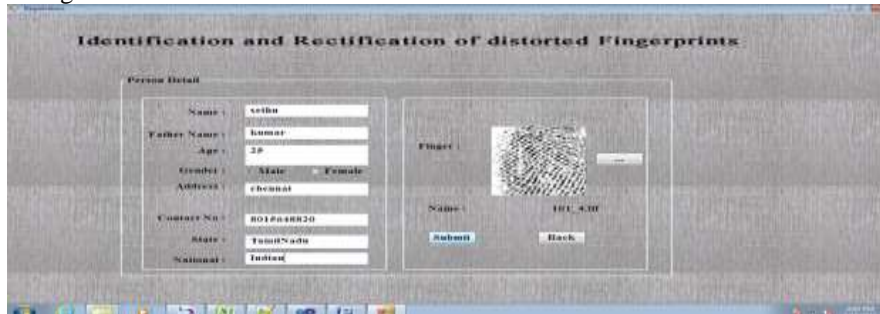 Registration
Identification and Rectification of distorted Fingerprints
Person Detail
Name :
Father Name : kumar
Age :
Gender : Male Female
Address : chennai
Contact No :
State : TamilNadu
National : Indian
Finger :
...
Name :
Submit Back